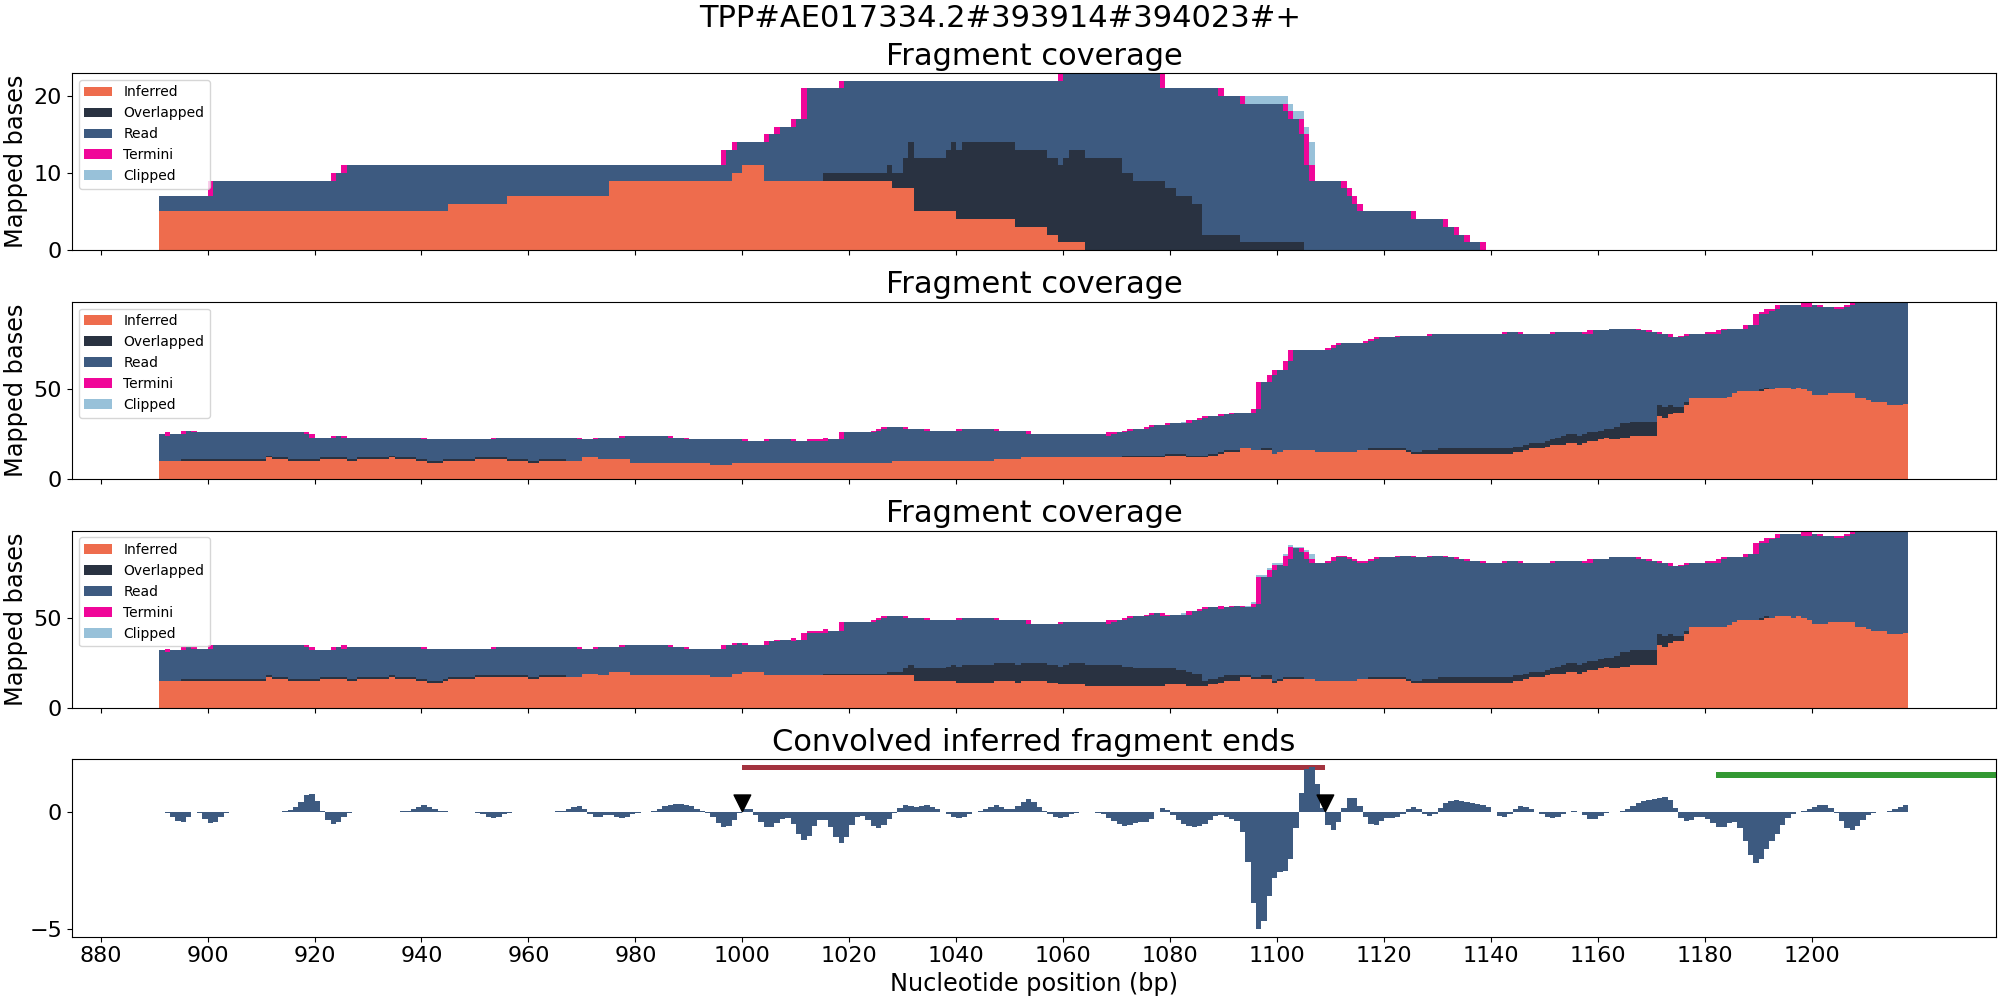 TPP#AE017334.2#393914#394023#+
Fragment coverage
Mapped bases
20
10
0
Inferred
Overlapped
Read
Termini
Clipped
Fragment coverage
Mapped bases
50
0
Inferred
Overlapped
Read
Termini
Clipped
Fragment coverage
Mapped bases
50
0
Inferred
Overlapped
Read
Termini
Clipped
Convolved inferred fragment ends
0
−5
880 900 920 940 960 980 1000 1020 1040 1060 1080 1100 1120 1140 1160 1180 1200
Nucleotide position (bp)